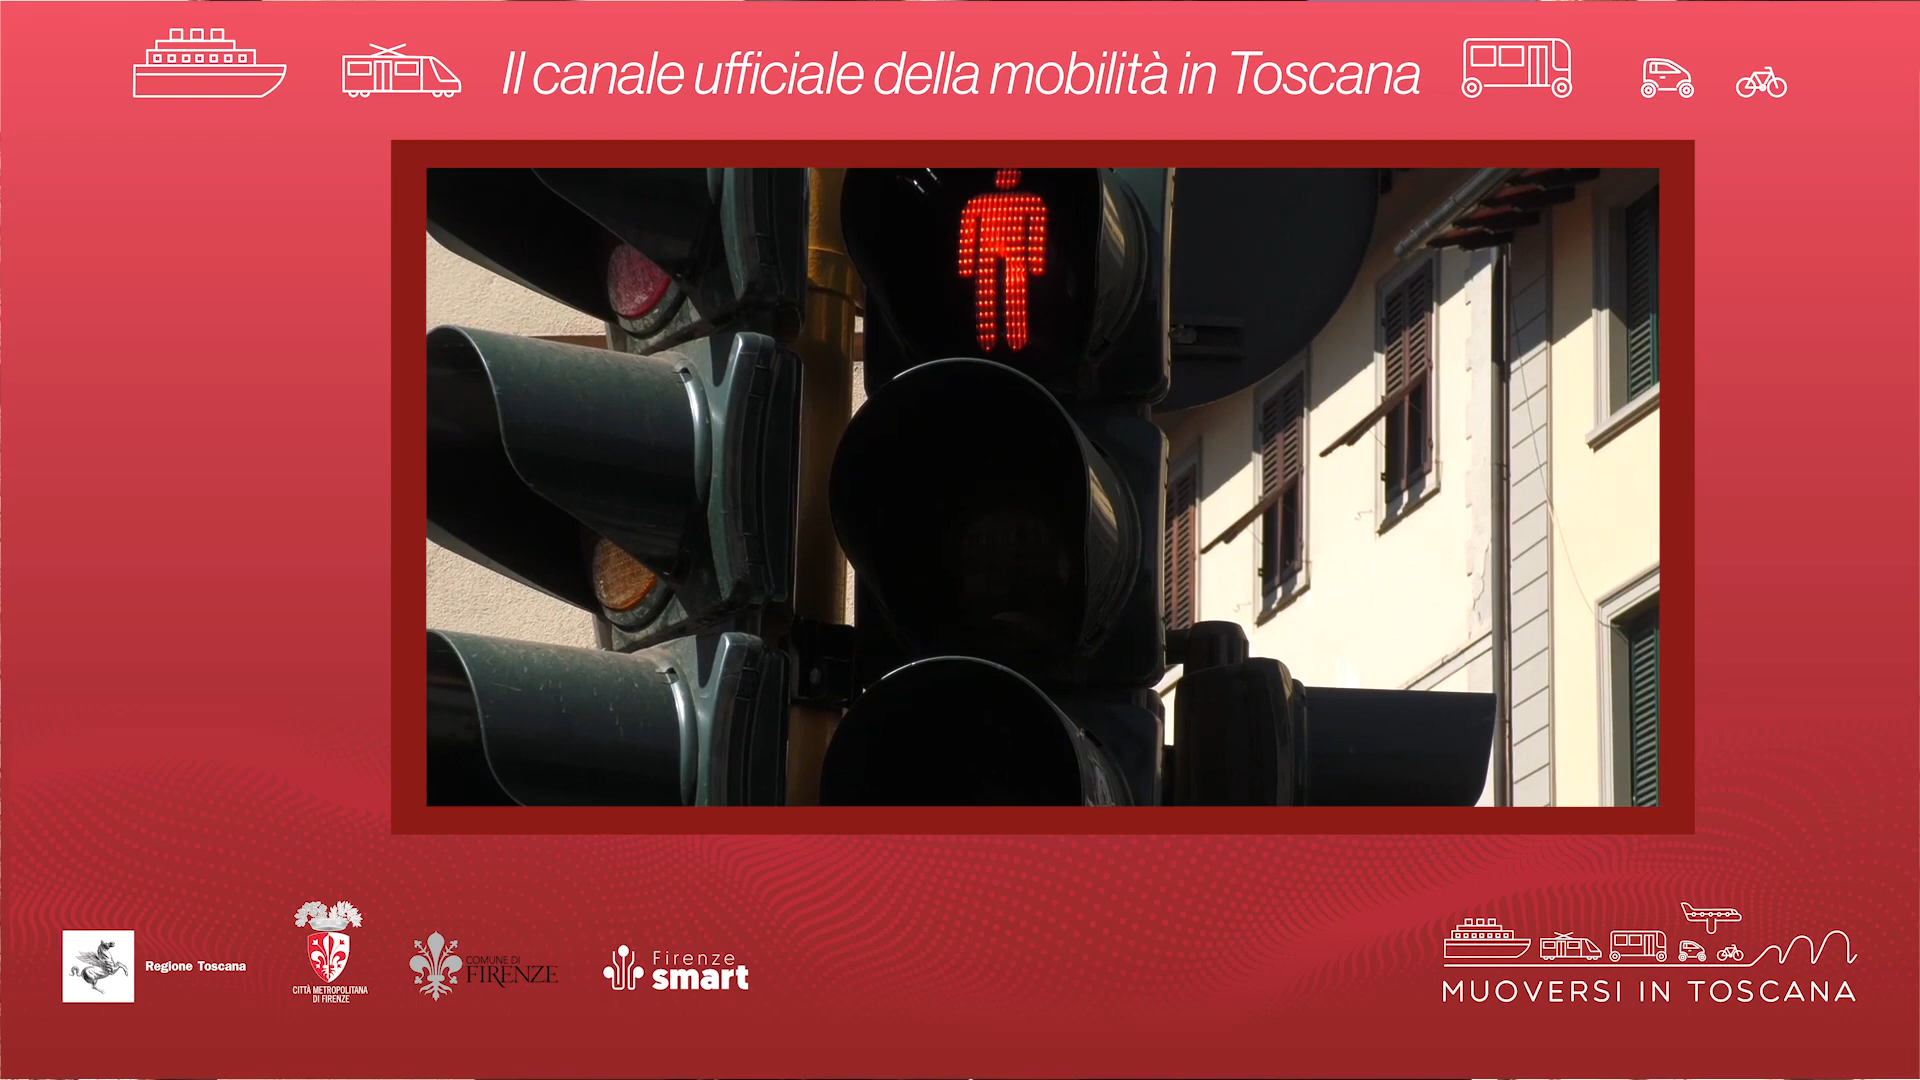 Il canale ufficiale della mobilità in Toscana
Regione Toscana
CITTÀ METROPOLITANA
DI FIRENZE
COMUNE DI
FIRENZE
Firenze
smart
MUOVERSI IN TOSCANA